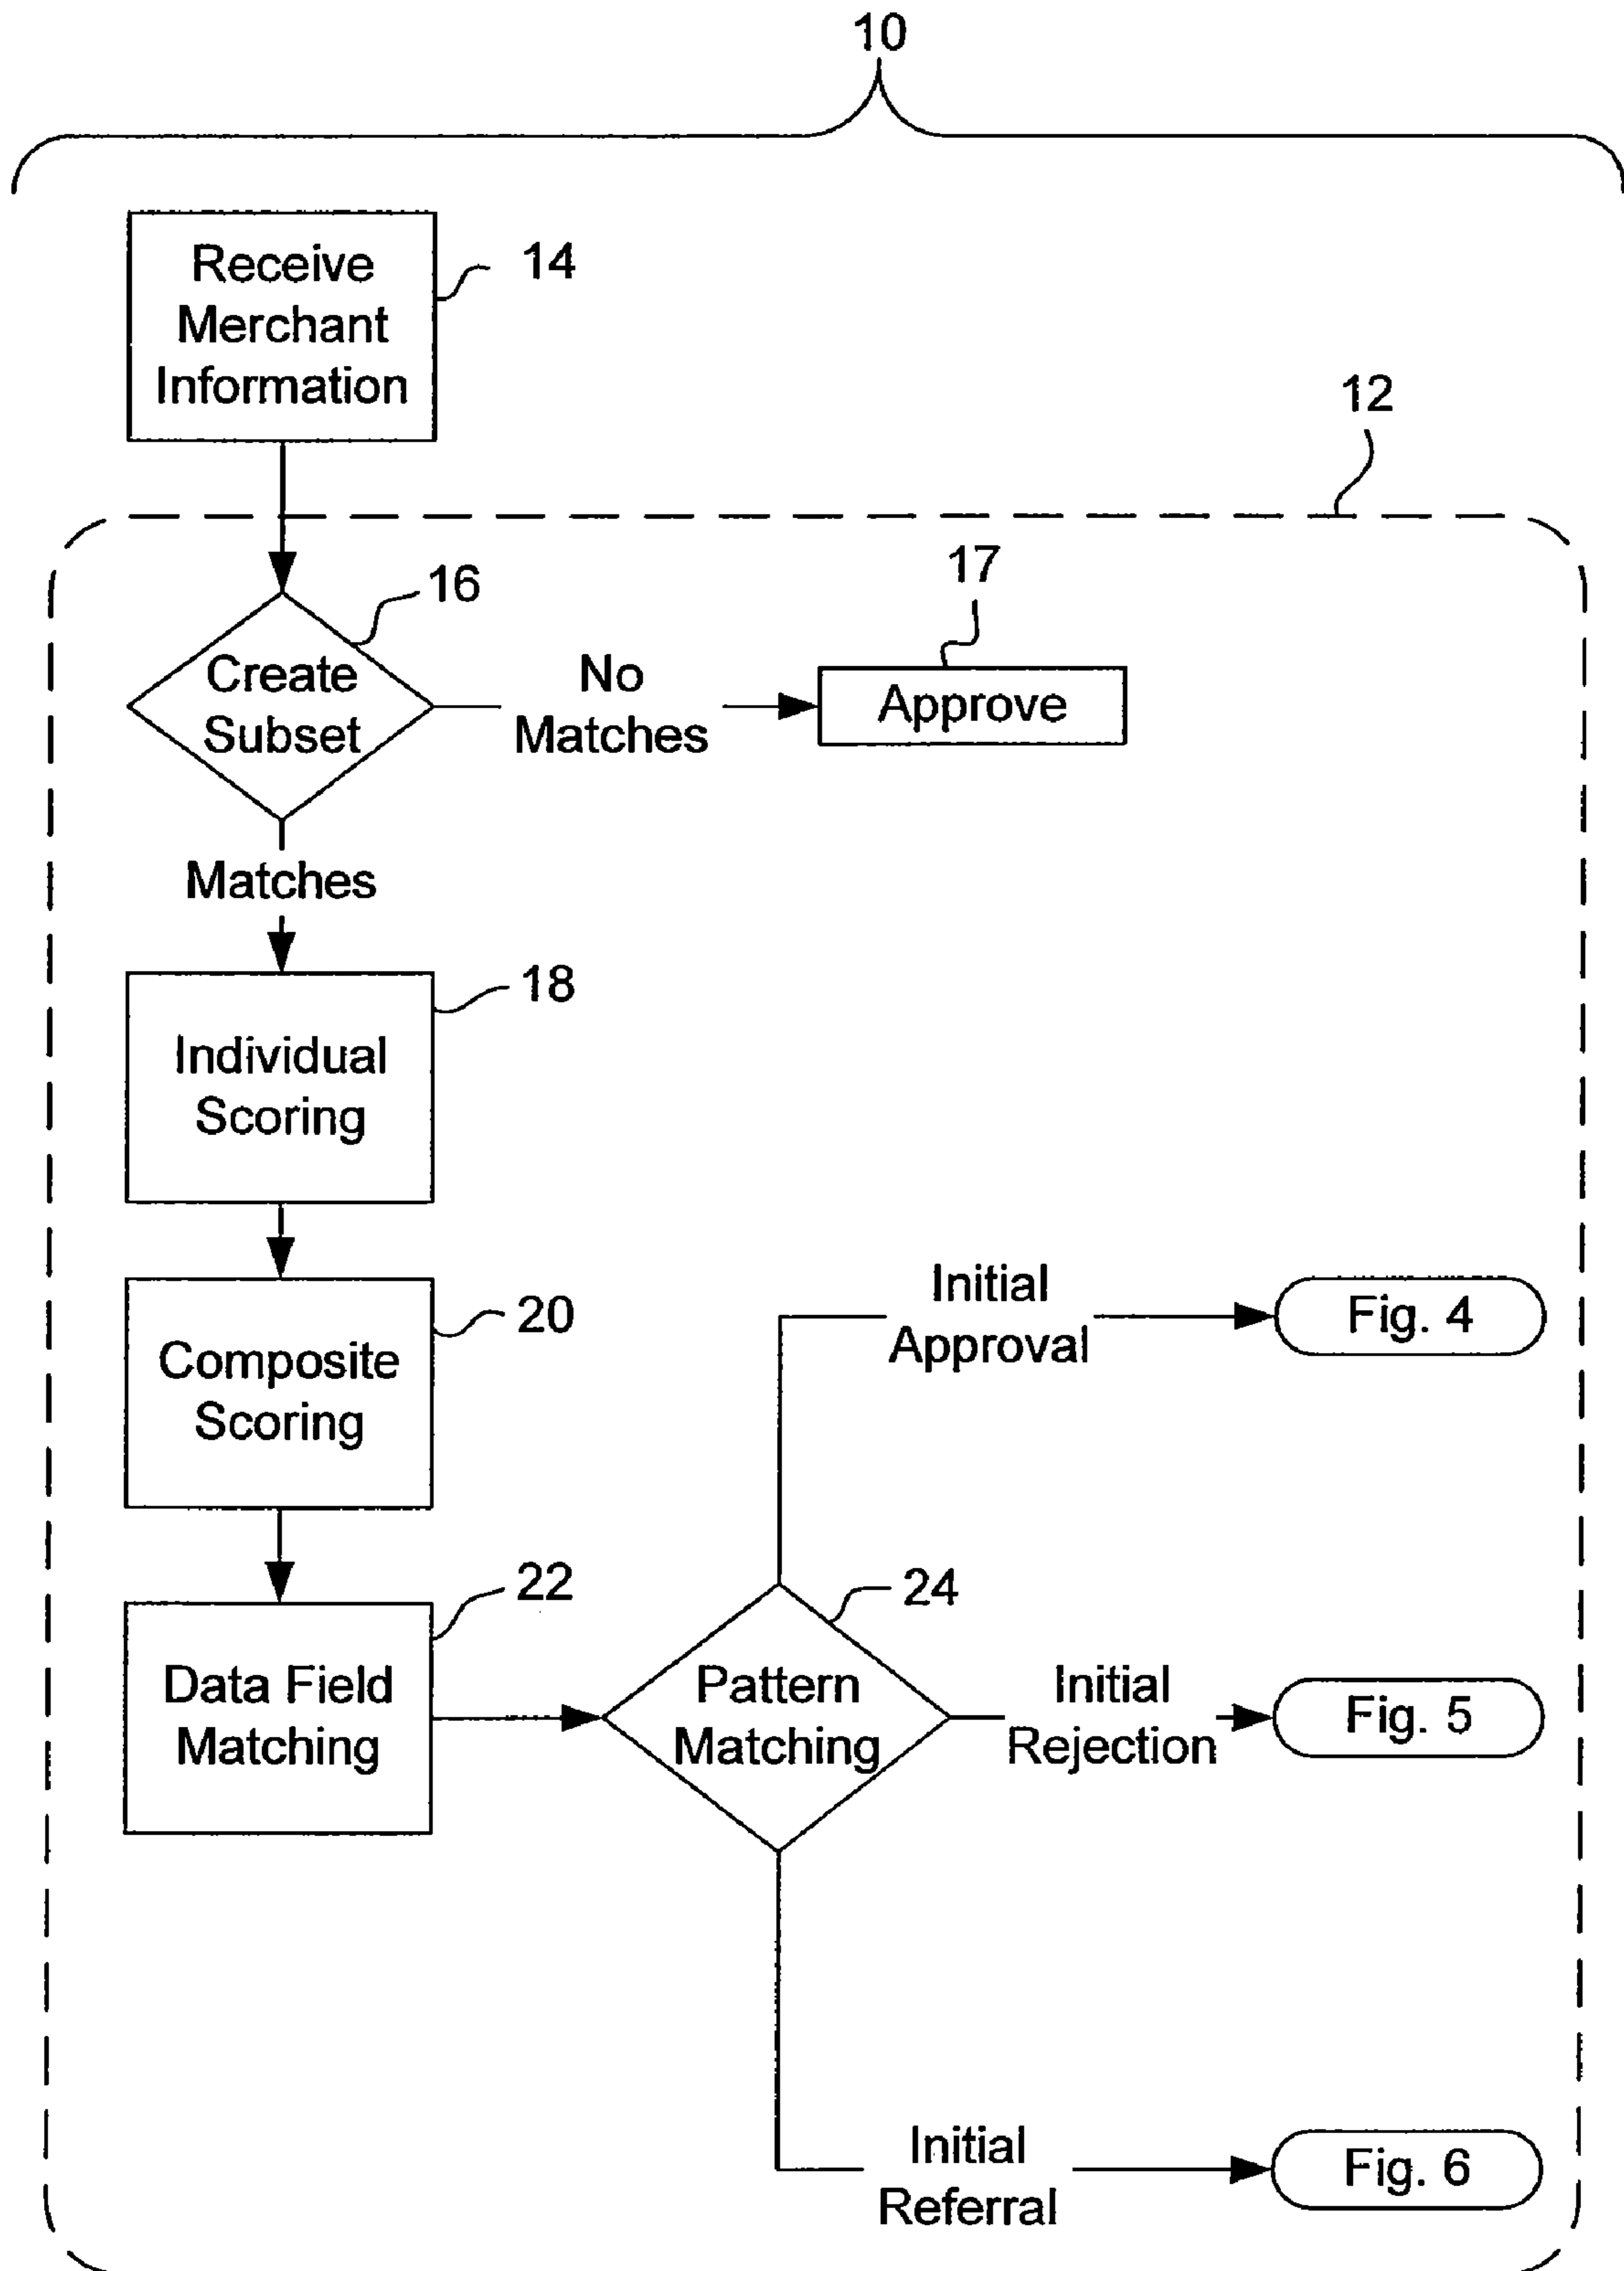 10
Receive
Merchant
Information
14
12
16
17
Create
Subset
No
Matches
Approve
Matches
18
Individual
Scoring
20
Composite
Scoring
Initial
Approval
Fig. 4
22
24
Data Field
Matching
Pattern
Matching
Initial
Rejection
Fig. 5
Initial
Referral
Fig. 6